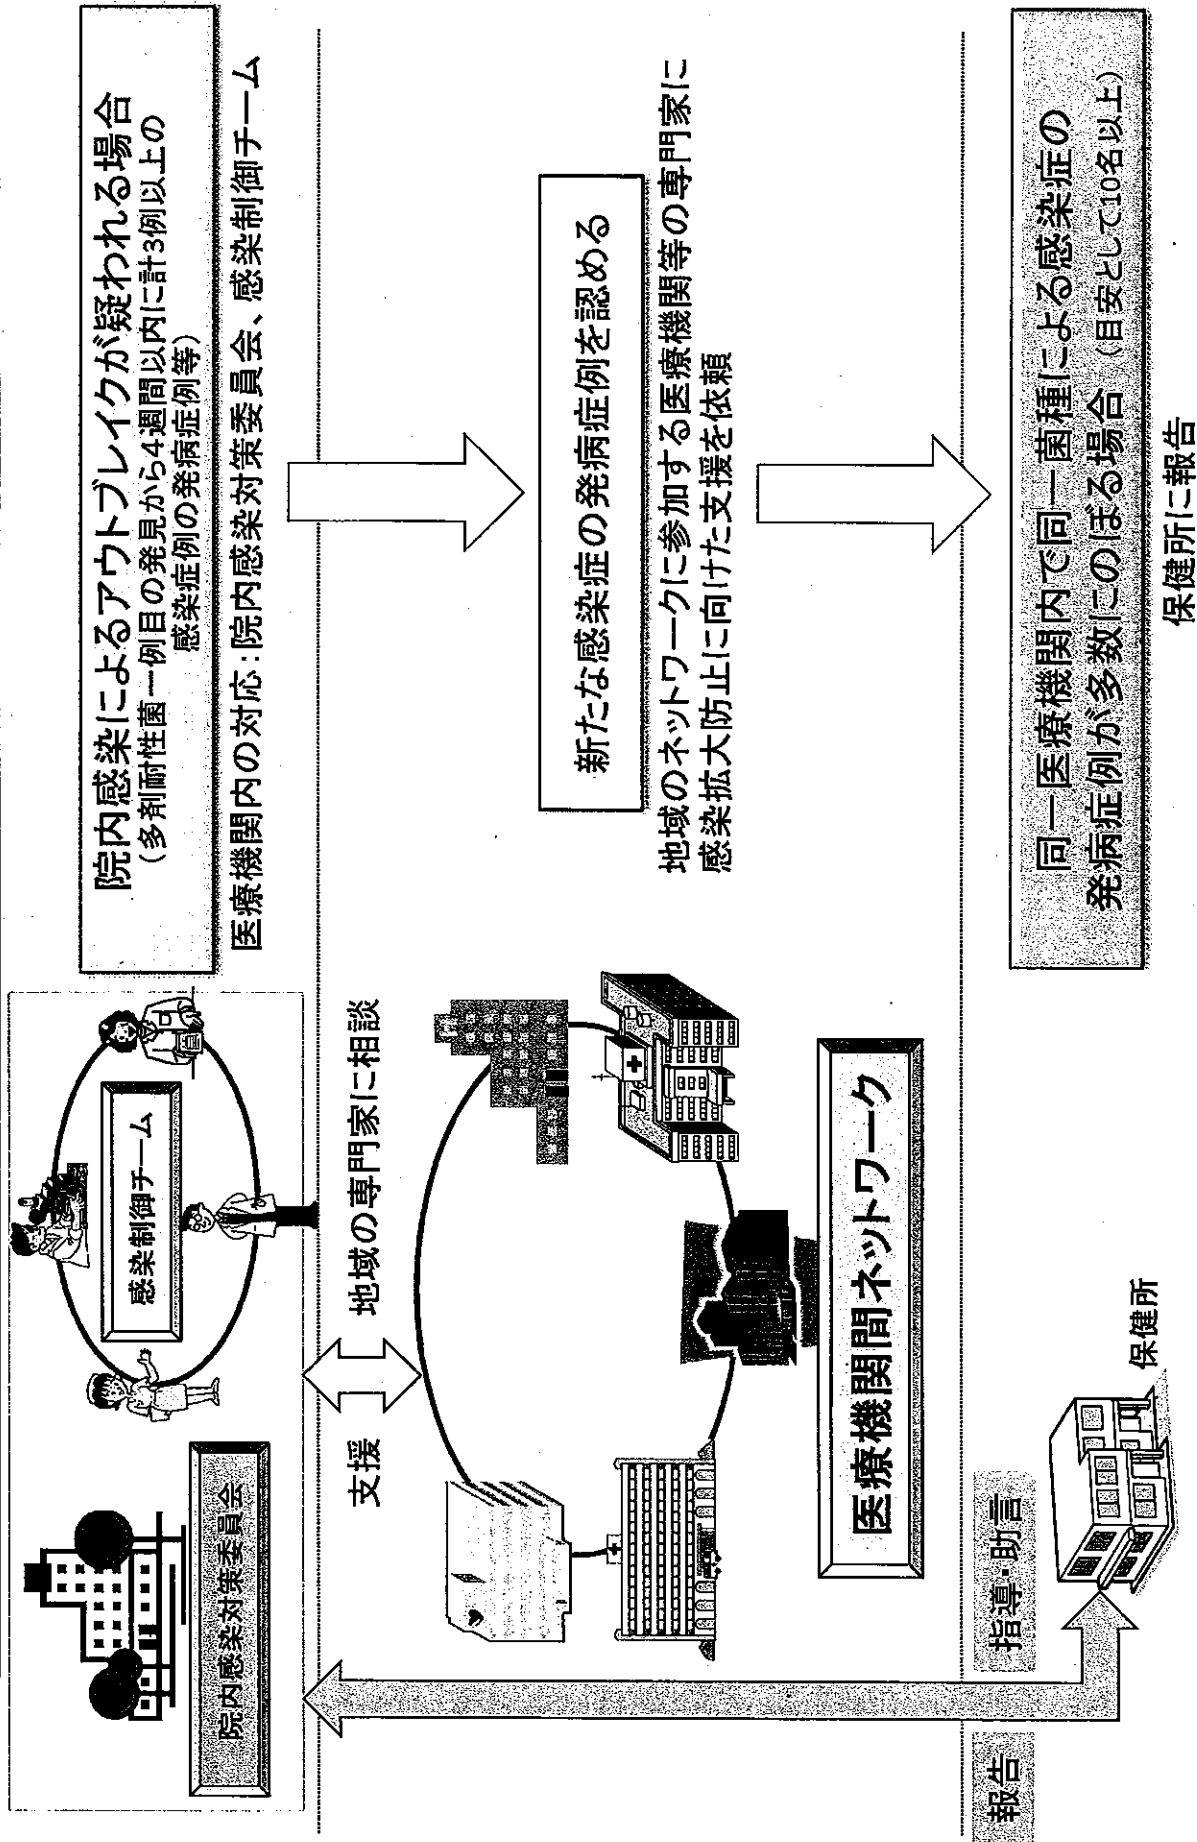 院内感染対策委員会
感染制御チーム
院内感染によるアウトブレイクが疑われる場合
(多剤耐性菌一例目の発見から4週間以内に計3例以上の
感染症例の発病症例等)
医療機関内の対応:院内感染対策委員会、感染制御チーム
支援
地域の専門家に相談
医療機関間ネットワーク
新たな感染症の発病症例を認める
地域のネットワークに参加する医療機関等の専門家に
感染拡大防止に向けた支援を依頼
報告
指導・助言
保健所
同一医療機関内で同一菌種による感染症の
発病症例が多数にのぼる場合(目安として10名以上)
保健所に報告